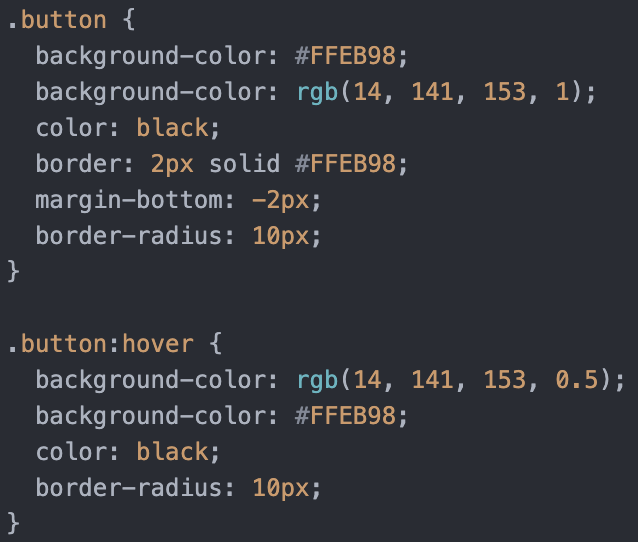 .button {
  background-color: #FFEB98;
  background-color: rgb(14, 141, 153, 1);
  color: black;
  border: 2px solid #FFEB98;
  margin-bottom: -2px;
  border-radius: 10px;
}

.button:hover {
  background-color: rgb(14, 141, 153, 0.5);
  background-color: #FFEB98;
  color: black;
  border-radius: 10px;
}